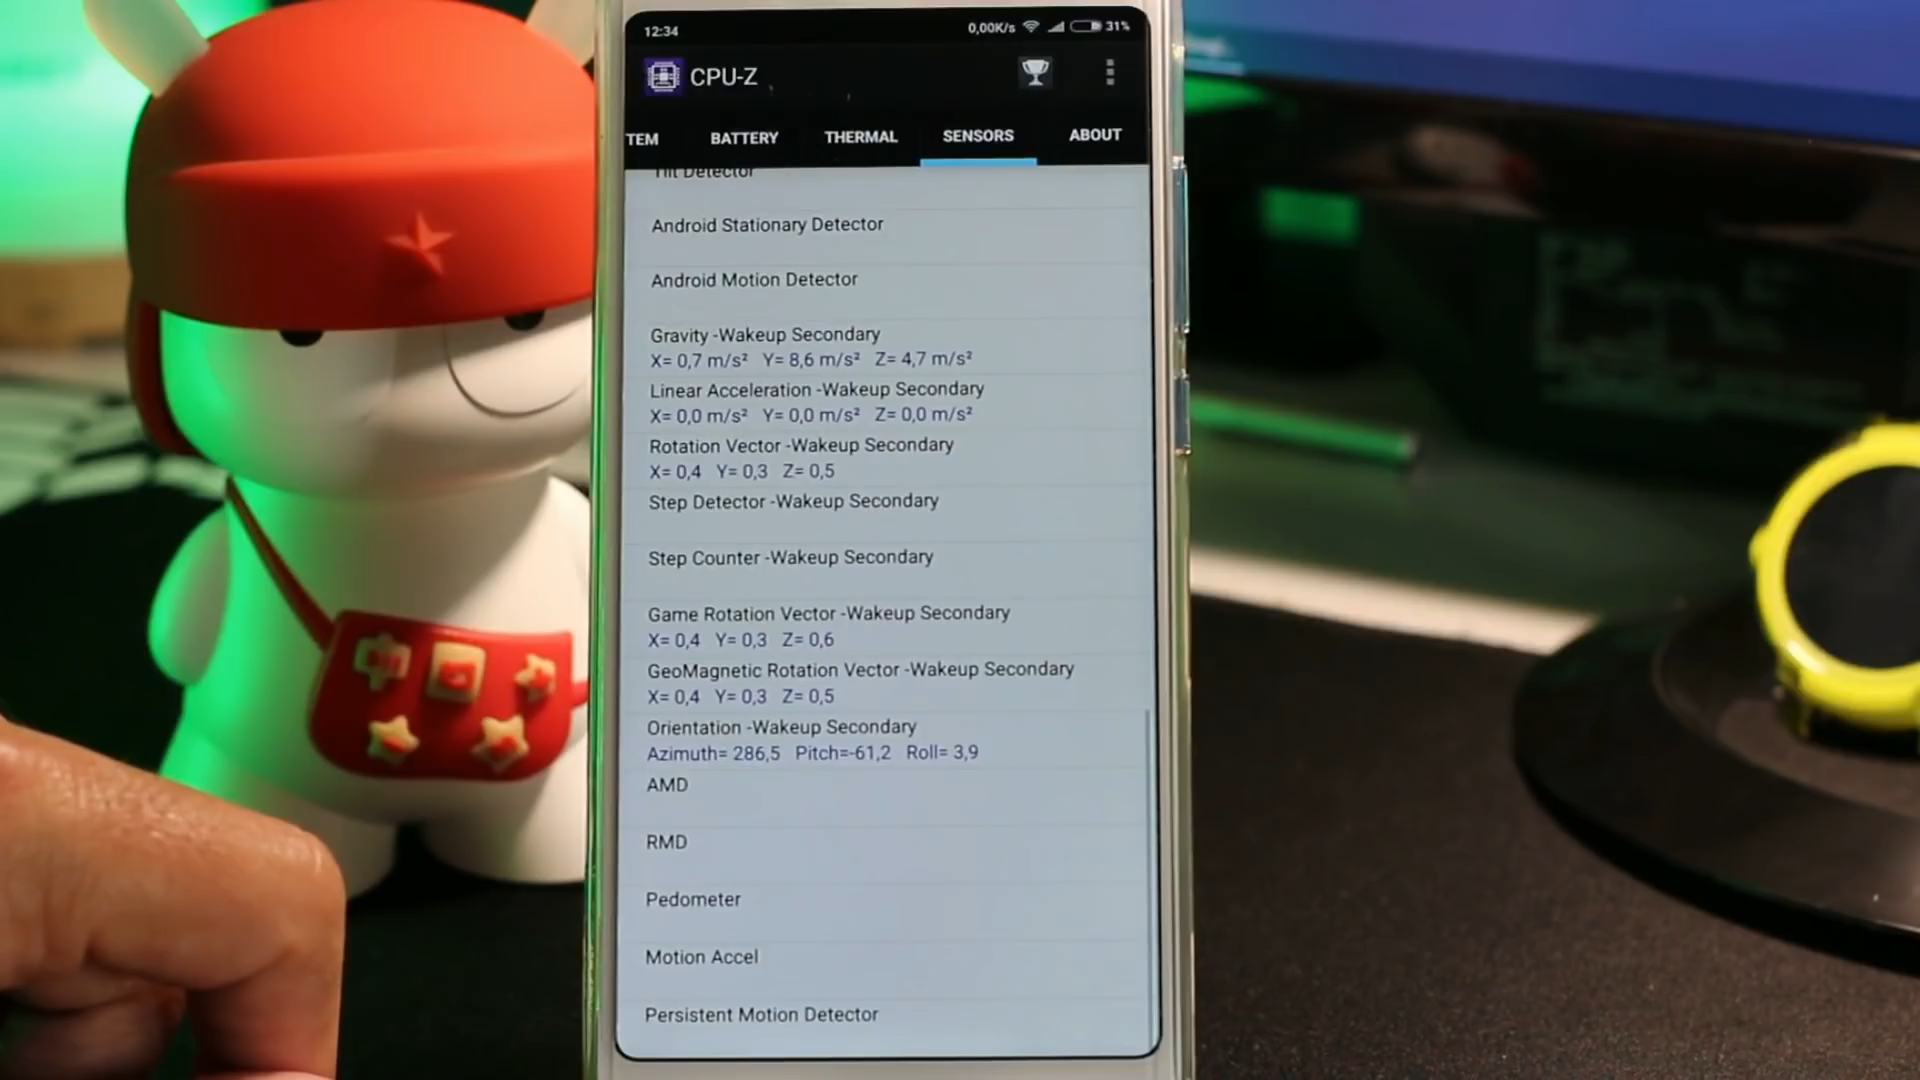 12:34
0,00K/s
31%
CPU-Z
TEM BATTERY THERMAL SENSORS ABOUT
Tilt Detector
Android Stationary Detector
Android Motion Detector
Gravity -Wakeup Secondary
X= 0,7 m/s² Y= 8,6 m/s² Z= 4,7 m/s²
Linear Acceleration -Wakeup Secondary
X= 0,0 m/s² Y= 0,0 m/s² Z= 0,0 m/s²
Rotation Vector -Wakeup Secondary
X= 0,4 Y= 0,3 Z= 0,5
Step Detector -Wakeup Secondary
Step Counter -Wakeup Secondary
Game Rotation Vector -Wakeup Secondary
X= 0,4 Y= 0,3 Z= 0,6
GeoMagnetic Rotation Vector -Wakeup Secondary
X= 0,4 Y= 0,3 Z= 0,5
Orientation -Wakeup Secondary
Azimuth= 286,5 Pitch=-61,2 Roll= 3,9
AMD
RMD
Pedometer
Motion Accel
Persistent Motion Detector